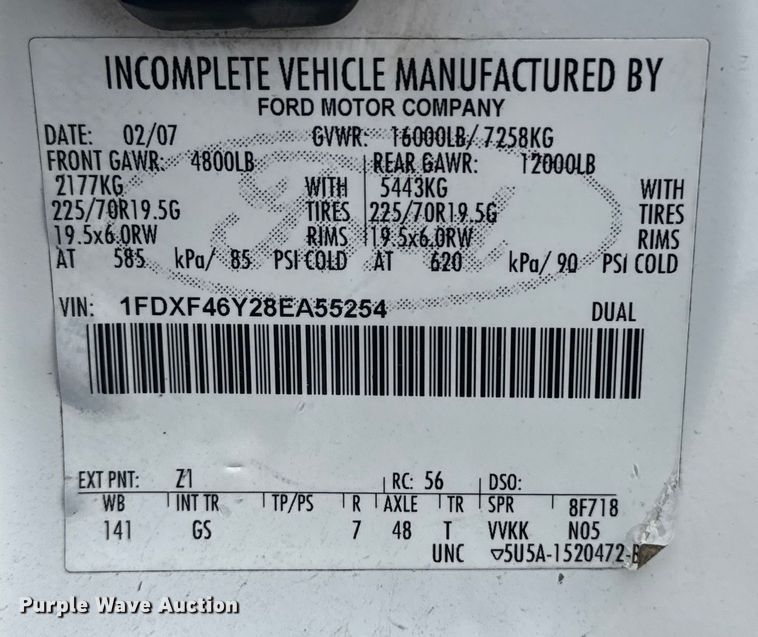 INCOMPLETE VEHICLE MANUFACTURED BY
FORD MOTOR COMPANY
DATE: 02/07 GVWR: 16000LB/ 7258KG
FRONT GAWR: 4800LB REAR GAWR: 12000LB
2177KG WITH 5443KG WITH
225/70R19.5G TIRES 225/70R19.5G TIRES
19.5x6.0RW RIMS 19.5x6.0RW RIMS
AT 585 kPa/ 85 PSI COLD AT 620 kPa/ 90 PSI COLD
VIN: 1FDXF46Y28EA55254 DUAL
EXT PNT: Z1 RC: 56 DSO:
WB INT TR TP/PS R AXLE TR SPR 8F718
141 GS 7 48 T VVKK N05
UNC ▽5U5A-1520472-
Purple Wave Auction